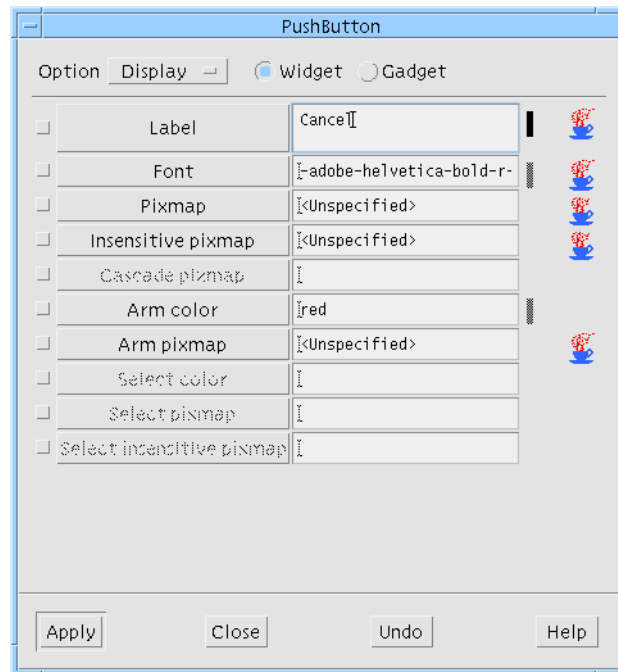 PushButton
Option Display Widget Gadget
Label Cancel
Font -adobe-helvetica-bold-r-
Pixmap <Unspecified>
Insensitive pixmap <Unspecified>
Cascade pixmap
Arm color red
Arm pixmap <Unspecified>
Select color
Select pixmap
Select insensitive pixmap
Apply Close Undo Help